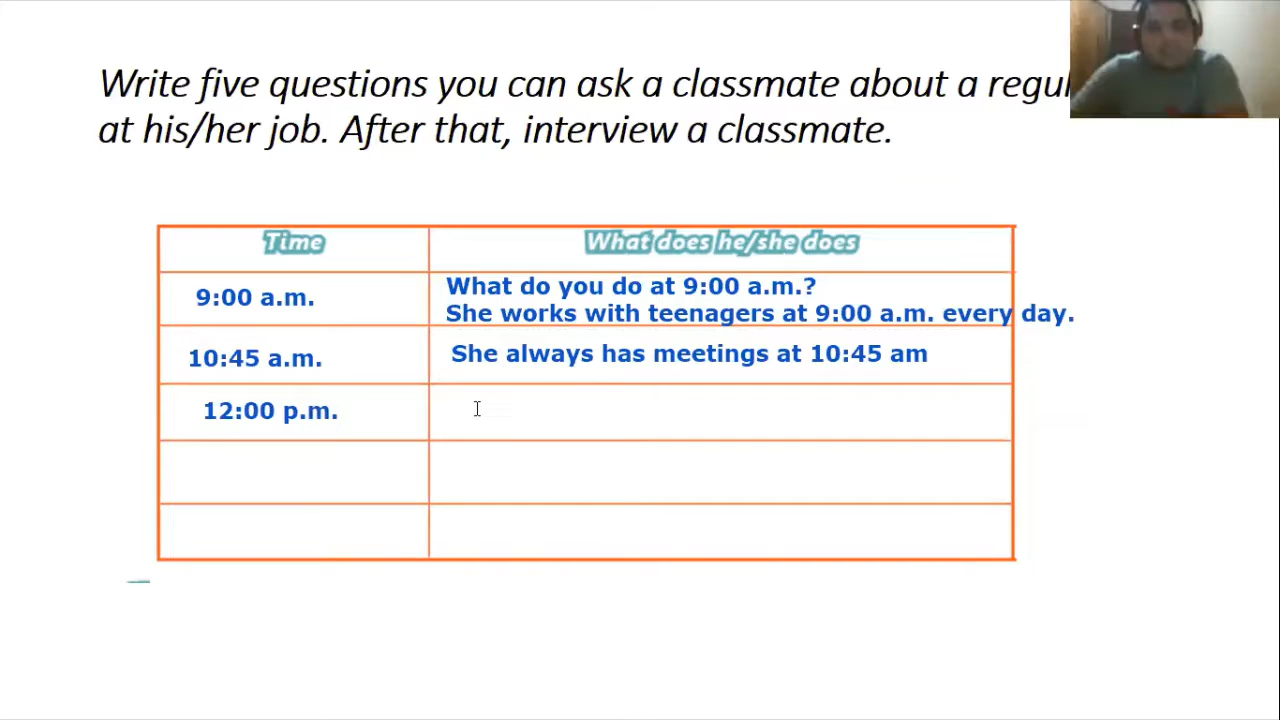 Write five questions you can ask a classmate about a
at his/her job. After that, interview a classmate.
Time
What does he/she does
9:00 a.m.
What do you do at 9:00 a.m.?
She works with teenagers at 9:00 a.m. every day.
10:45 a.m.
She always has meetings at 10:45 am
12:00 p.m.